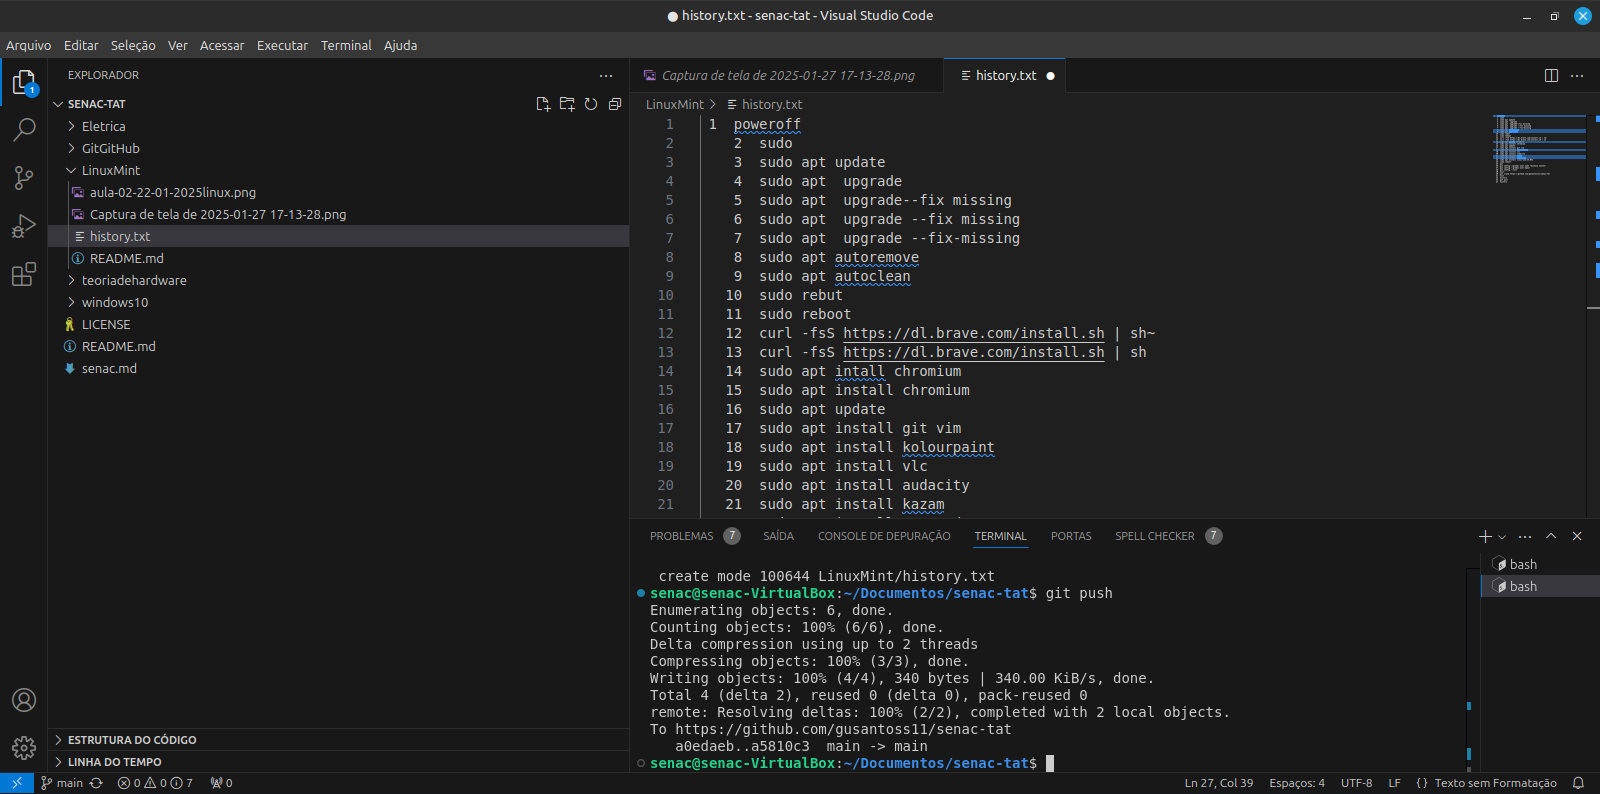 history.txt - senac-tat - Visual Studio Code
Arquivo Editar Seleção Ver Acessar Executar Terminal Ajuda
EXPLORADOR
SENAC-TAT
Eletrica
GitGitHub
LinuxMint
aula-02-22-01-2025linux.png
Captura de tela de 2025-01-27 17-13-28.png
history.txt
README.md
teoriadehardware
windows10
LICENSE
README.md
senac.md
ESTRUTURA DO CÓDIGO
LINHA DO TEMPO
1
Captura de tela de 2025-01-27 17-13-28.png history.txt
LinuxMint > history.txt
1 1 poweroff
2 2 sudo
3 3 sudo apt update
4 4 sudo apt  upgrade
5 5 sudo apt  upgrade--fix missing
6 6 sudo apt  upgrade --fix missing
7 7 sudo apt  upgrade --fix-missing
8 8 sudo apt autoremove
9 9 sudo apt autoclean
10 10 sudo rebut
11 11 sudo reboot
12 12 curl -fsS https://dl.brave.com/install.sh | sh~
13 13 curl -fsS https://dl.brave.com/install.sh | sh
14 14 sudo apt intall chromium
15 15 sudo apt install chromium
16 16 sudo apt update
17 17 sudo apt install git vim
18 18 sudo apt install kolourpaint
19 19 sudo apt install vlc
20 20 sudo apt install audacity
21 21 sudo apt install kazam
PROBLEMAS 7 SAÍDA CONSOLE DE DEPURAÇÃO TERMINAL PORTAS SPELL CHECKER 7
bash
bash
create mode 100644 LinuxMint/history.txt
senac@senac-VirtualBox:~/Documentos/senac-tat$ git push
Enumerating objects: 6, done.
Counting objects: 100% (6/6), done.
Delta compression using up to 2 threads
Compressing objects: 100% (3/3), done.
Writing objects: 100% (4/4), 340 bytes | 340.00 KiB/s, done.
Total 4 (delta 2), reused 0 (delta 0), pack-reused 0
remote: Resolving deltas: 100% (2/2), completed with 2 local objects.
To https://github.com/gusantoss11/senac-tat
a0edaeb..a5810c3  main -> main
senac@senac-VirtualBox:~/Documentos/senac-tat$
main 0 0 7 0 Ln 27, Col 39 Espaços: 4 UTF-8 LF {} Texto sem Formatação